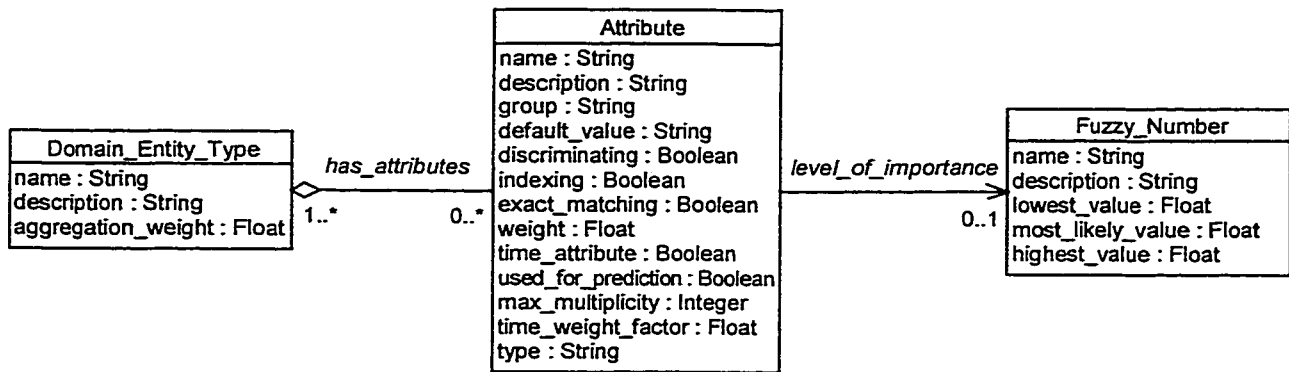 Domain_Entity_Type
name : String
description : String
aggregation_weight : Float
has_attributes
1..*
0..*
Attribute
name : String
description : String
group : String
default_value : String
discriminating : Boolean
indexing : Boolean
exact_matching : Boolean
weight : Float
time_attribute : Boolean
used_for_prediction : Boolean
max_multiplicity : Integer
time_weight_factor : Float
type : String
level_of_importance
0..1
Fuzzy_Number
name : String
description : String
lowest_value : Float
most_likely_value : Float
highest_value : Float